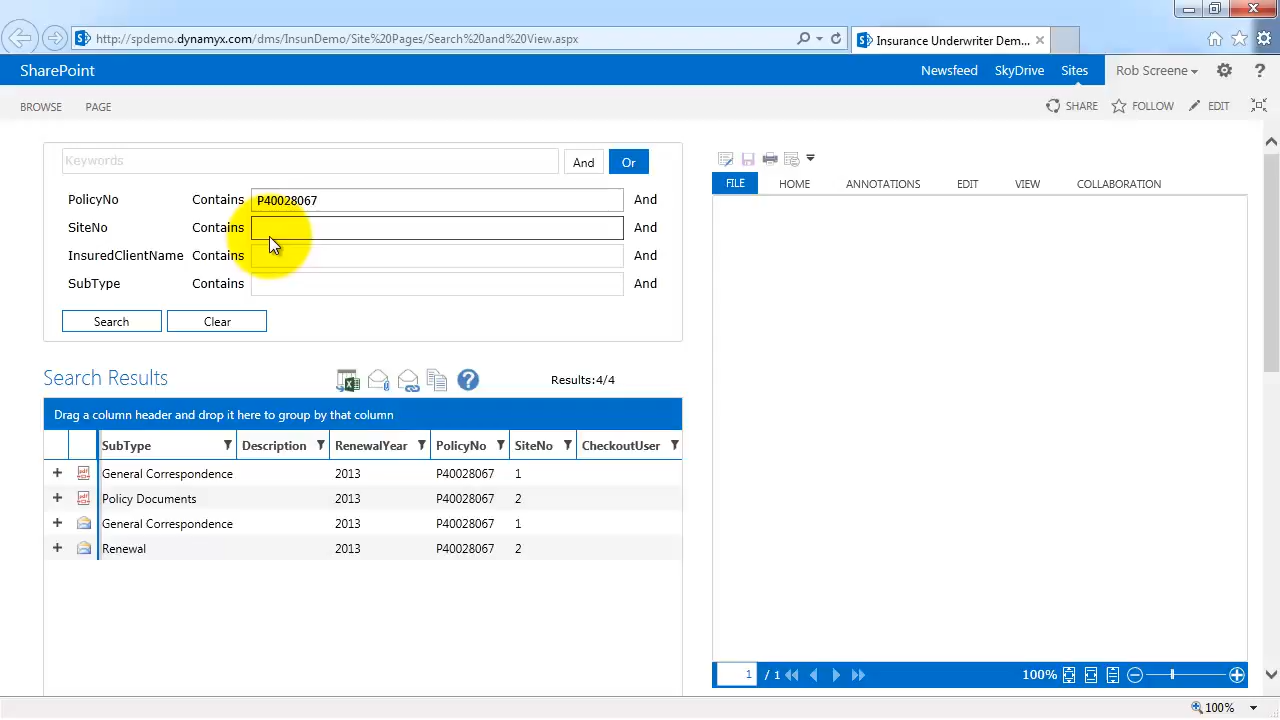 http://spdemo.dynamyx.com/dms/InsunDemo/Site%20Pages/Search%20and%20View.aspx
Insurance Underwriter Dem...
SharePoint
Newsfeed SkyDrive Sites Rob Screene
BROWSE PAGE
SHARE FOLLOW EDIT
Keywords And Or
PolicyNo Contains P40028067 And
SiteNo Contains And
InsuredClientName Contains And
SubType Contains And
Search Clear
Search Results
Results:4/4
Drag a column header and drop it here to group by that column
SubType Description RenewalYear PolicyNo SiteNo CheckoutUser
+ General Correspondence 2013 P40028067 1
+ Policy Documents 2013 P40028067 2
+ General Correspondence 2013 P40028067 1
+ Renewal 2013 P40028067 2
FILE HOME ANNOTATIONS EDIT VIEW COLLABORATION
1 / 1 100%
100%